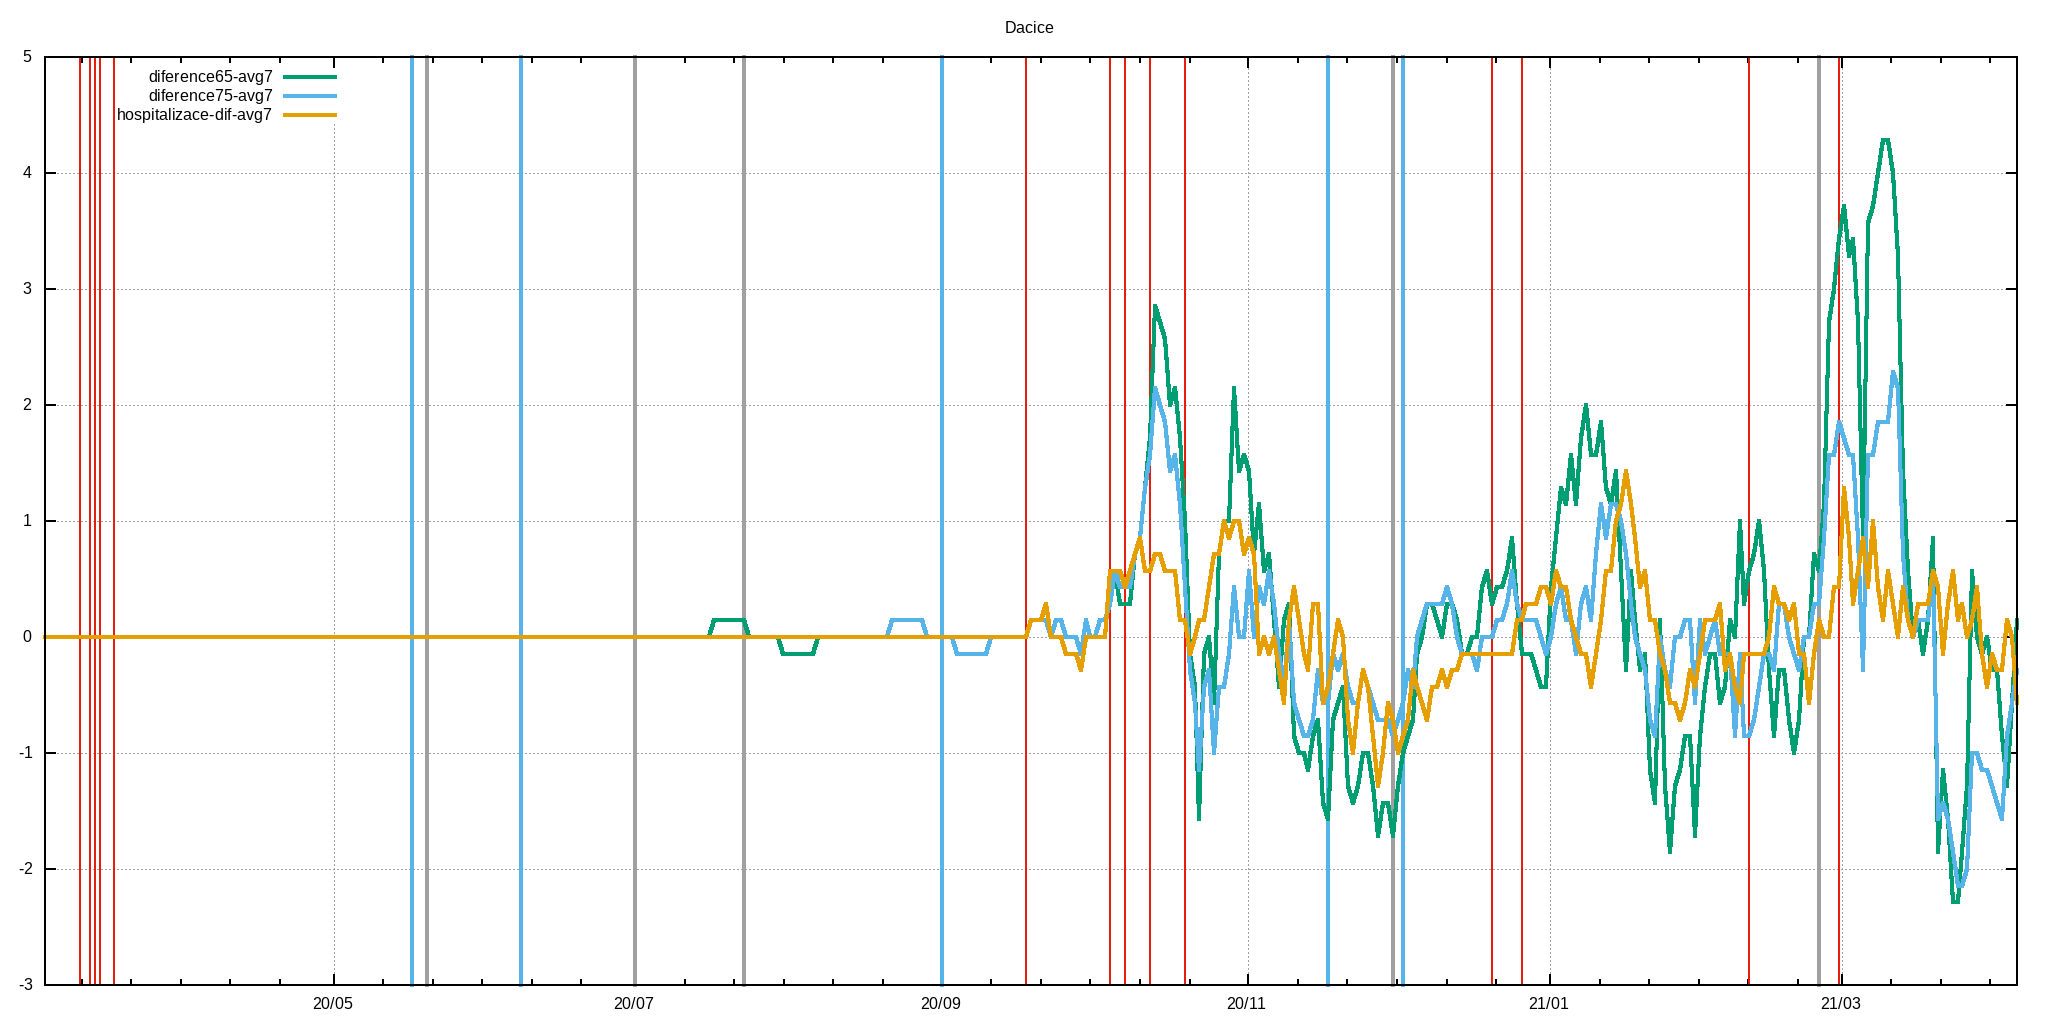 Dacice
5
diference65-avg7
diference75-avg7
hospitalizace-dif-avg7
4
3
2
1
0
-1
-2
-3
20/05 20/07 20/09 20/11 21/01 21/03